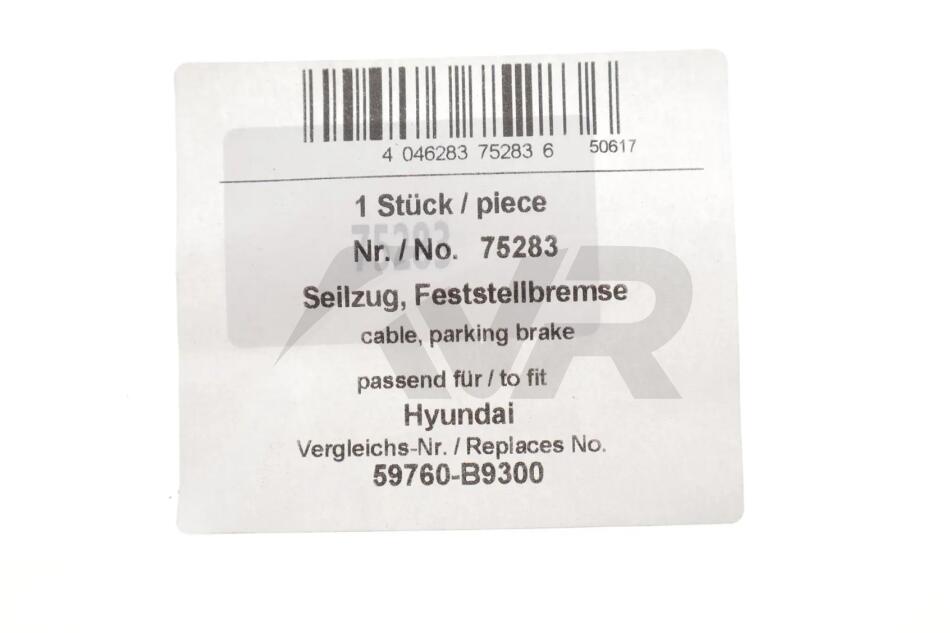 4 046283 75283 6 50617
1 Stück / piece
Nr. / No. 75283
75283
Seilzug, Feststellbremse
cable, parking brake
passend für / to fit
Hyundai
Vergleichs-Nr. / Replaces No.
59760-B9300